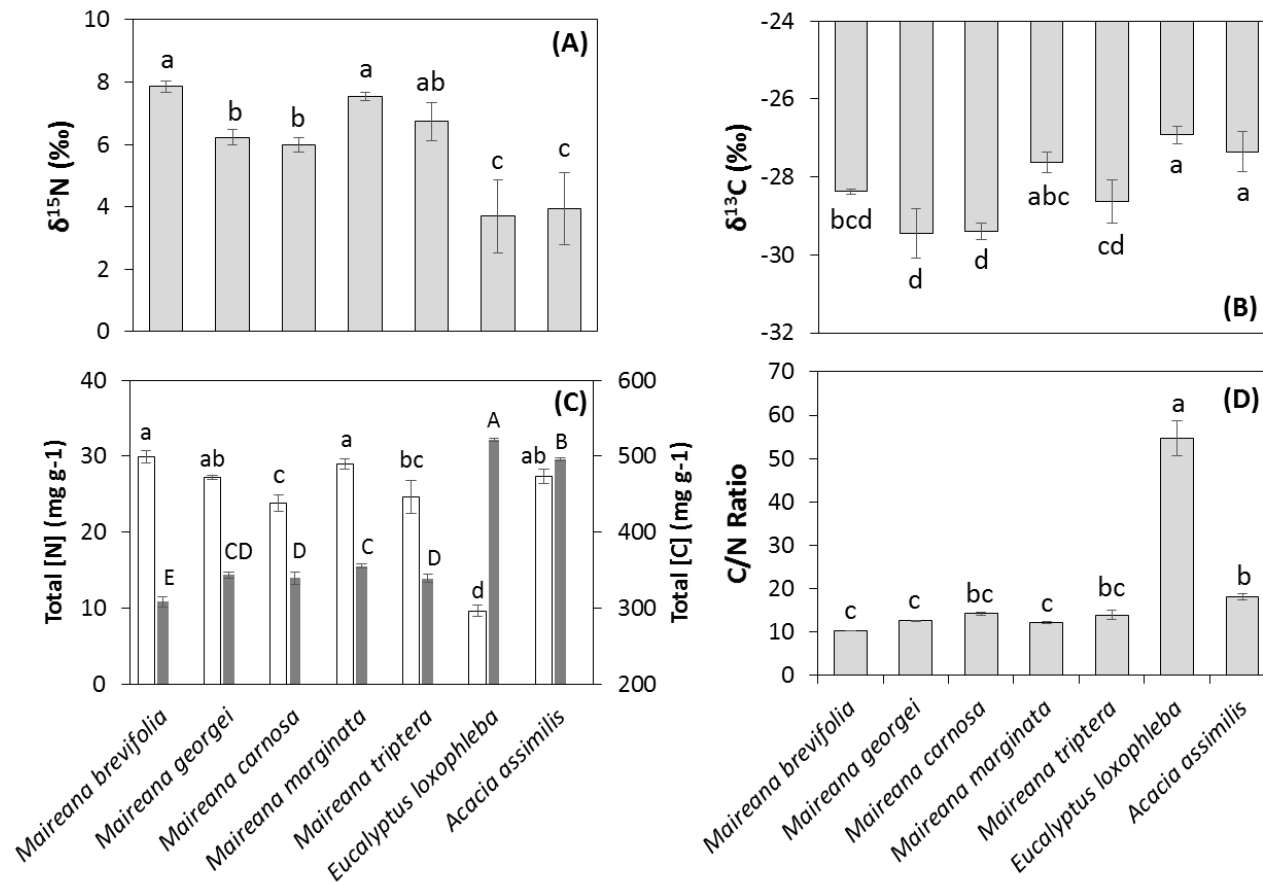 (A)
δ15N (‰)
10
8
6
4
2
0
a
b
b
a
ab
c
c
(B)
δ13C (‰)
-24
-26
-28
-30
-32
bcd
d
d
abc
cd
a
a
(C)
Total [N] (mg g-1)
40
30
20
10
0
Total [C] (mg g-1)
600
500
400
300
200
a
E
ab
CD
c
D
a
C
bc
D
d
A
ab
B
Maireana brevifolia
Maireana georgei
Maireana carnosa
Maireana marginata
Maireana triptera
Eucalyptus loxophleba
Acacia assimilis
(D)
C/N Ratio
70
60
50
40
30
20
10
0
c
c
bc
c
bc
a
b
Maireana brevifolia
Maireana georgei
Maireana carnosa
Maireana marginata
Maireana triptera
Eucalyptus loxophleba
Acacia assimilis